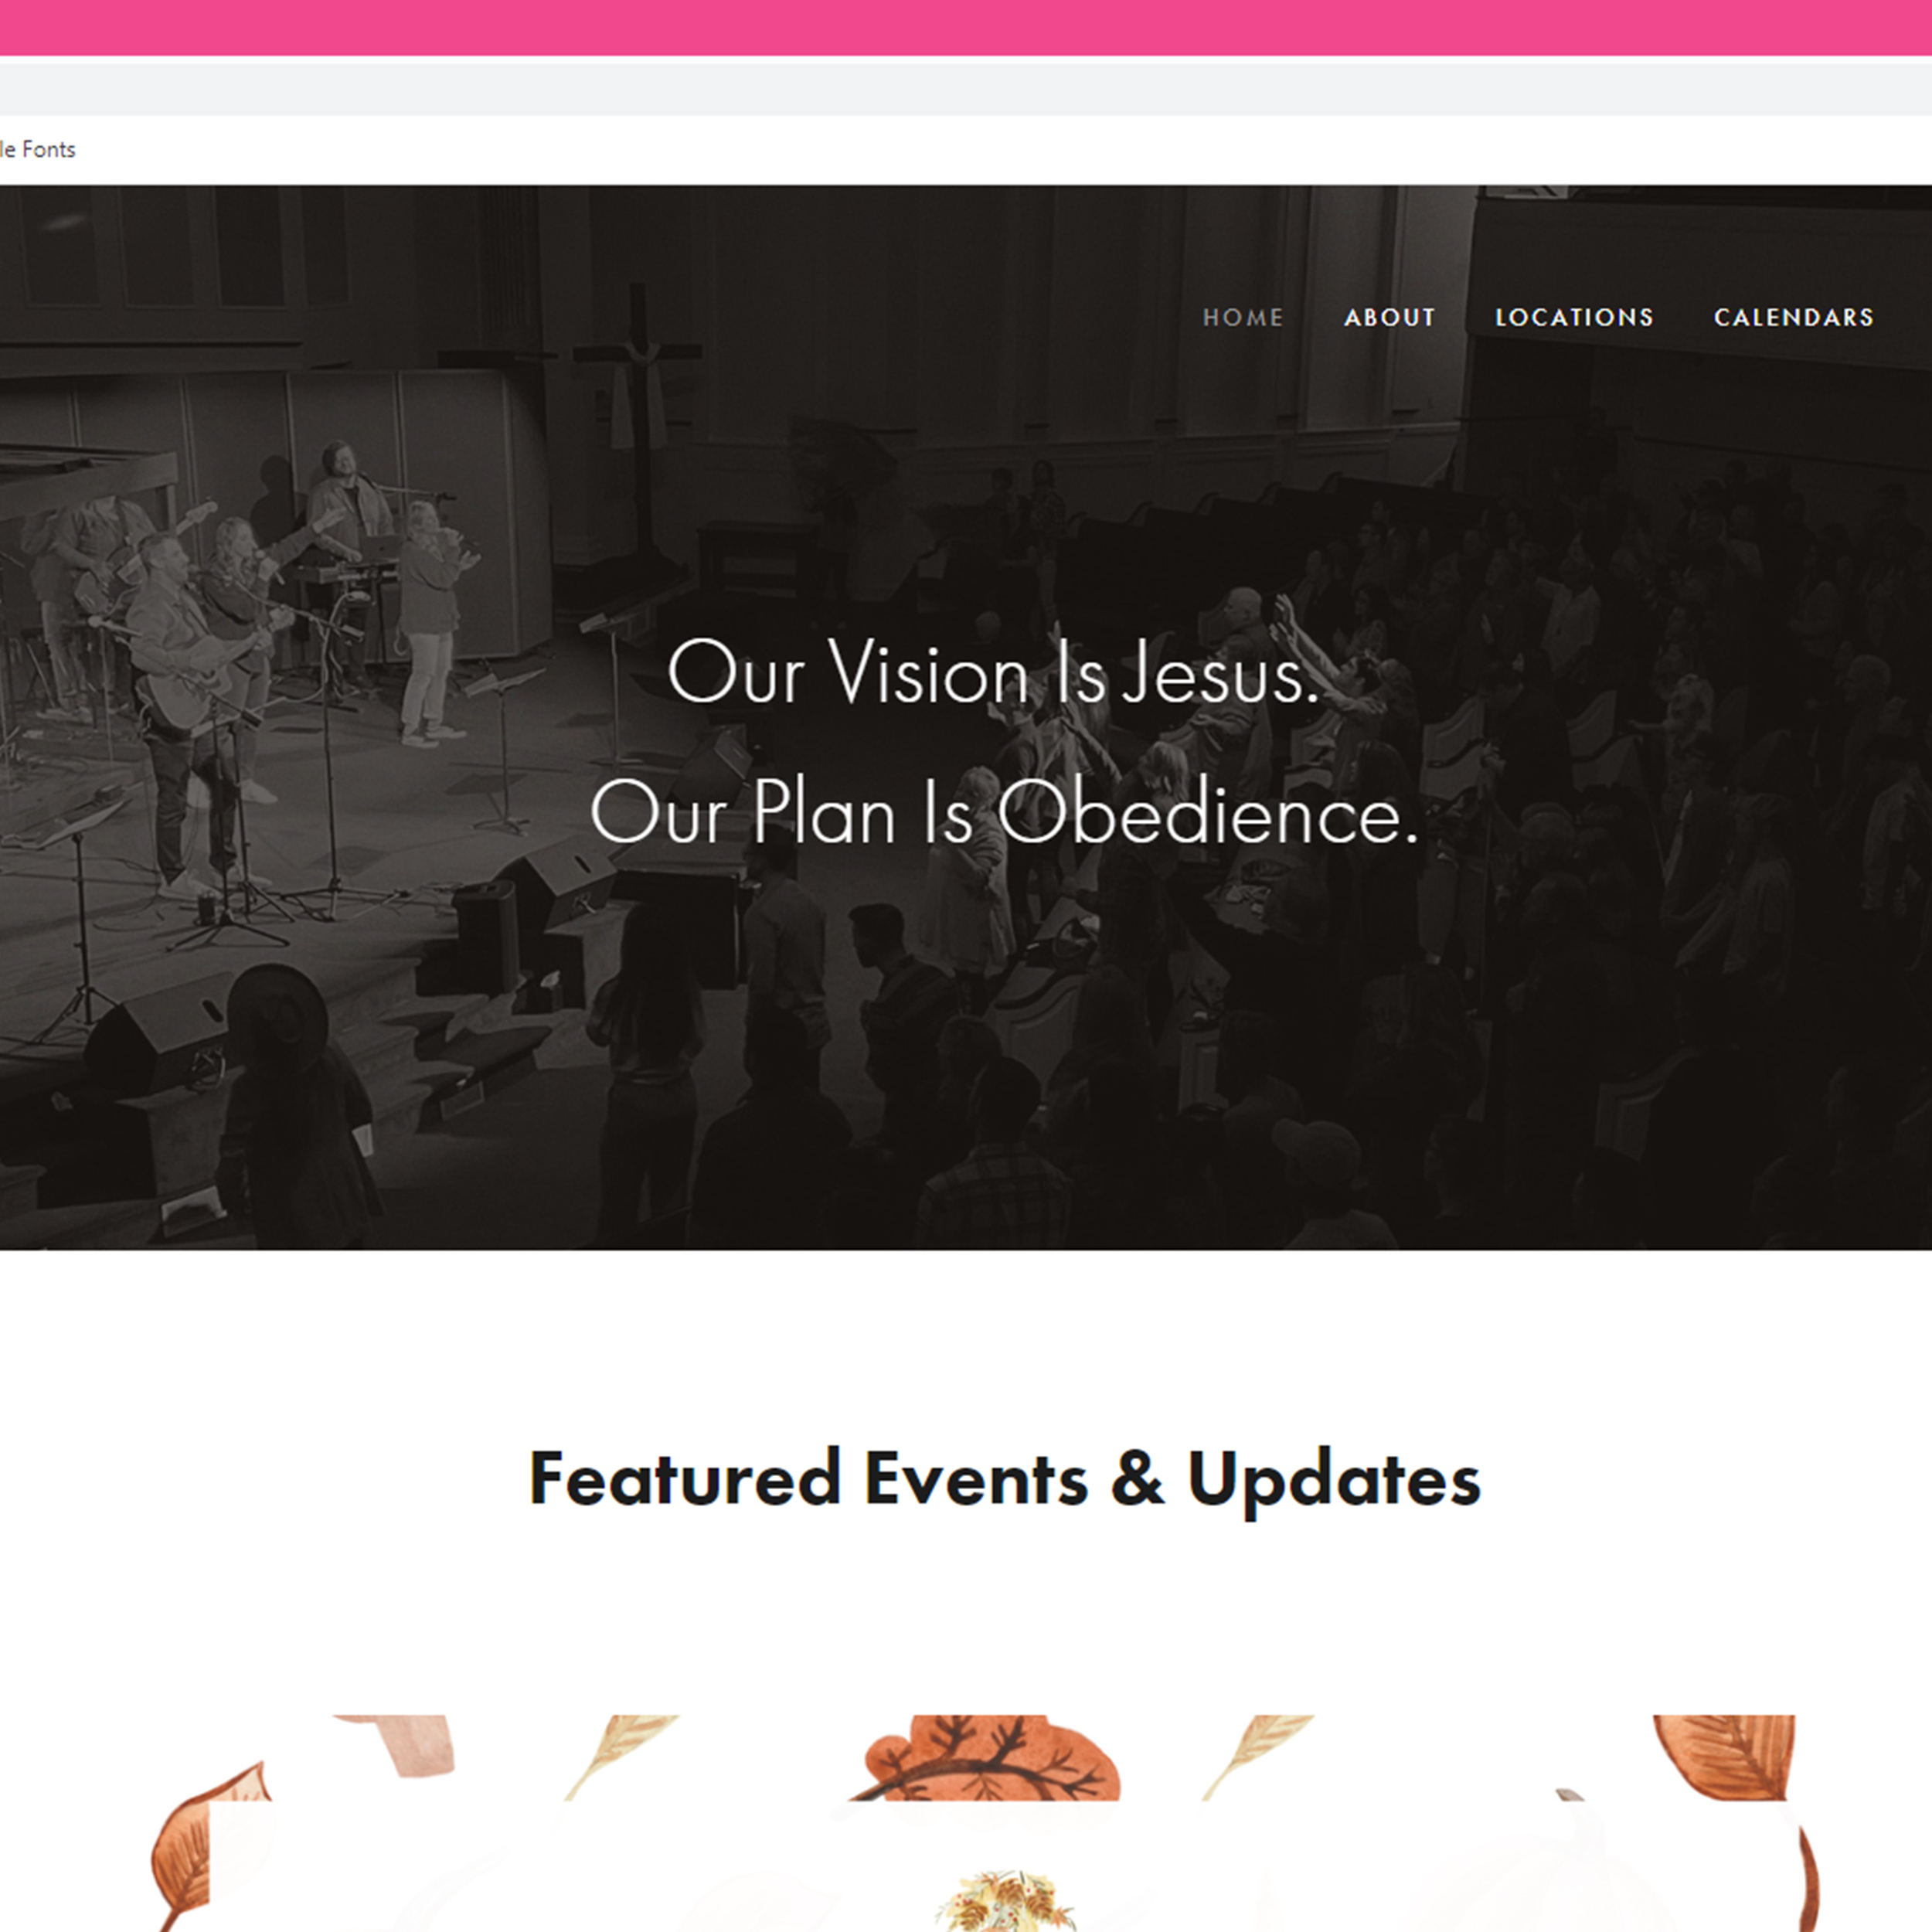 le Fonts
HOME ABOUT LOCATIONS CALENDARS
Our Vision Is Jesus.
Our Plan Is Obedience.
Featured Events & Updates